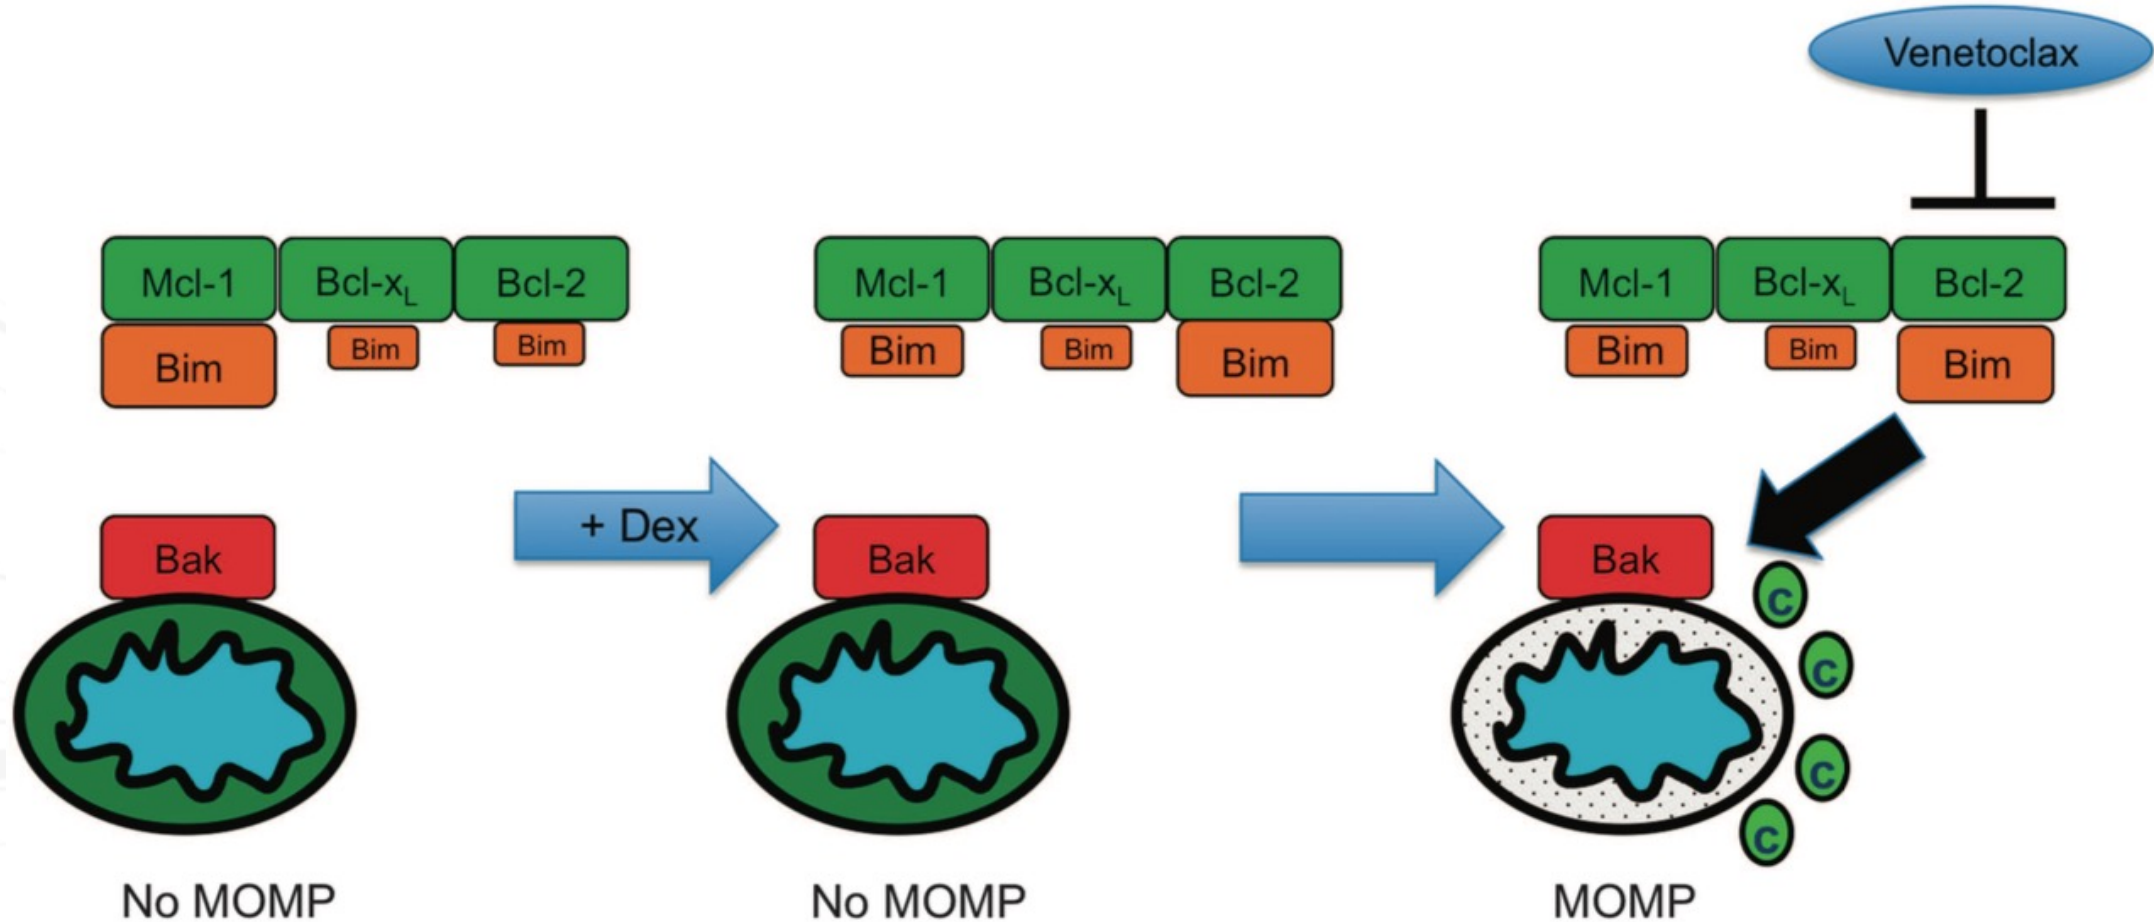 Venetoclax
Mcl-1 Bcl-xL Bcl-2
Bim Bim Bim
Mcl-1 Bcl-xL Bcl-2
Bim Bim Bim
Mcl-1 Bcl-xL Bcl-2
Bim Bim Bim
Bak
+ Dex
Bak
Bak
c
c
c
c
No MOMP
No MOMP
MOMP